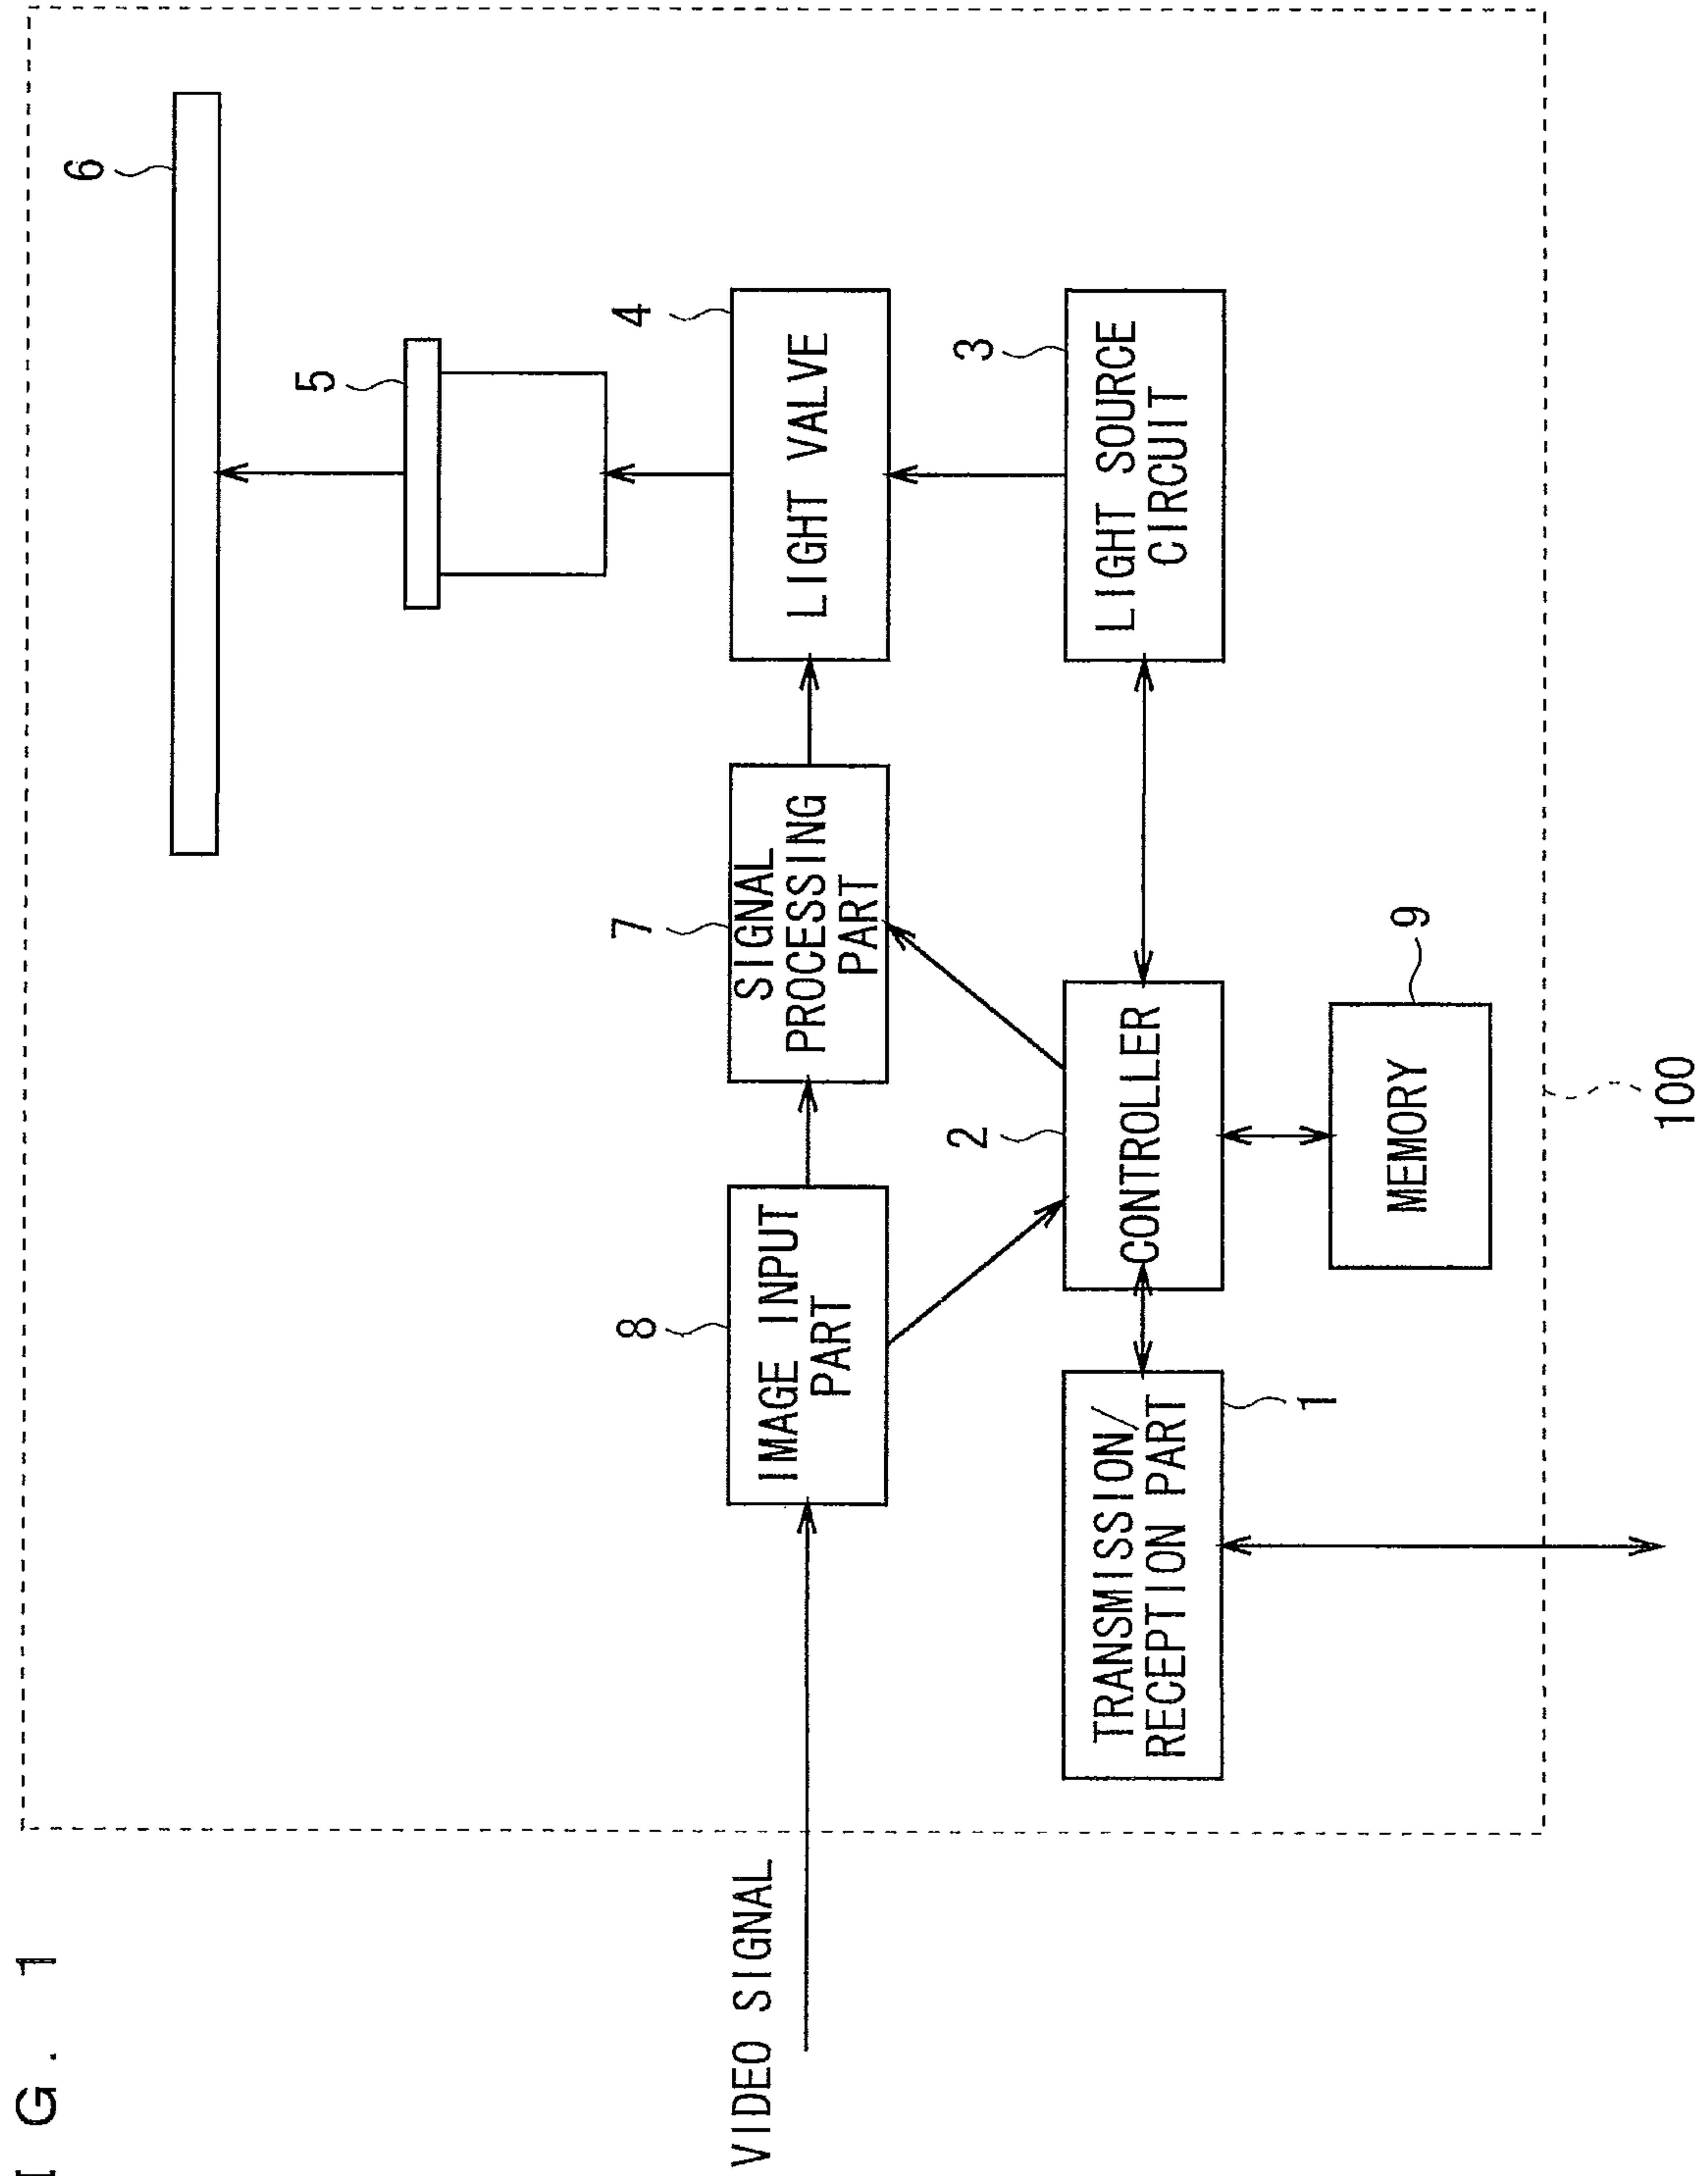 I G . 1
6
5
4
LIGHT VALVE
3
LIGHT SOURCE
CIRCUIT
7
SIGNAL
PROCESSING
PART
8
IMAGE INPUT
PART
VIDEO SIGNAL
2
CONTROLLER
9
MEMORY
TRANSMISSION/
RECEPTION PART
1
100